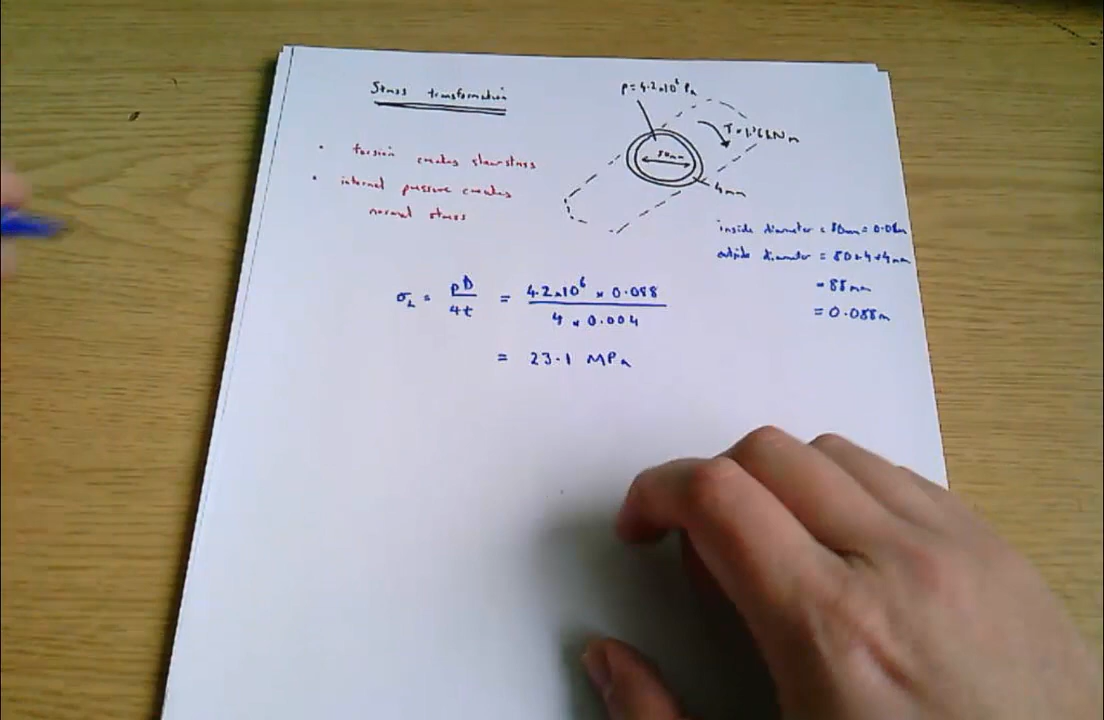 Stress transformation
p = 4.2x10⁶ Pa
80mm
4mm
• torsion creates shear stress
• internal pressure creates
normal stress
inside diameter = 80mm = 0.08m
outside diameter = 80+4+4mm
= 88mm
= 0.088m
σL = pD/4t = 4.2x10⁶ x 0.088 / 4 x 0.004
= 23.1 MPa